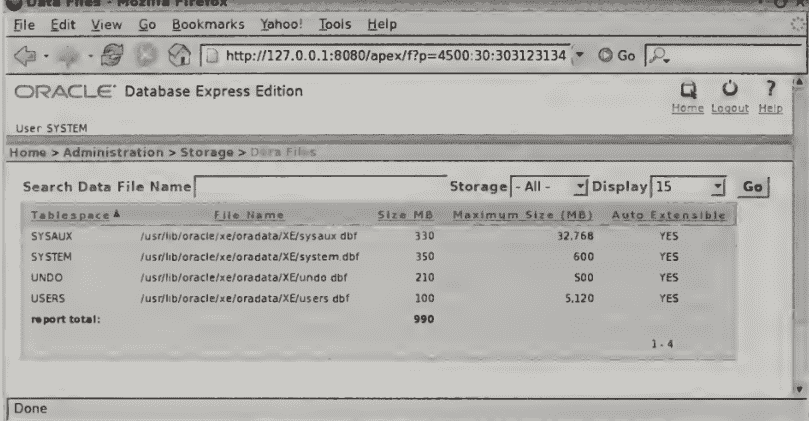 Data Files - Mozilla Firefox
File Edit View Go Bookmarks Yahoo! Tools Help
http://127.0.0.1:8080/apex/f?p=4500:30:303123134 Go
ORACLE Database Express Edition
Home Logout Help
User SYSTEM
Home > Administration > Storage > Data Files
Search Data File Name Storage - All - Display 15 Go
Tablespace File Name Size MB Maximum Size (MB) Auto Extensible
SYSAUX /usr/lib/oracle/xe/oradata/XE/sysaux.dbf 330 32,768 YES
SYSTEM /usr/lib/oracle/xe/oradata/XE/system.dbf 350 600 YES
UNDO /usr/lib/oracle/xe/oradata/XE/undo.dbf 210 500 YES
USERS /usr/lib/oracle/xe/oradata/XE/users.dbf 100 5,120 YES
report total: 990
1 - 4
Done